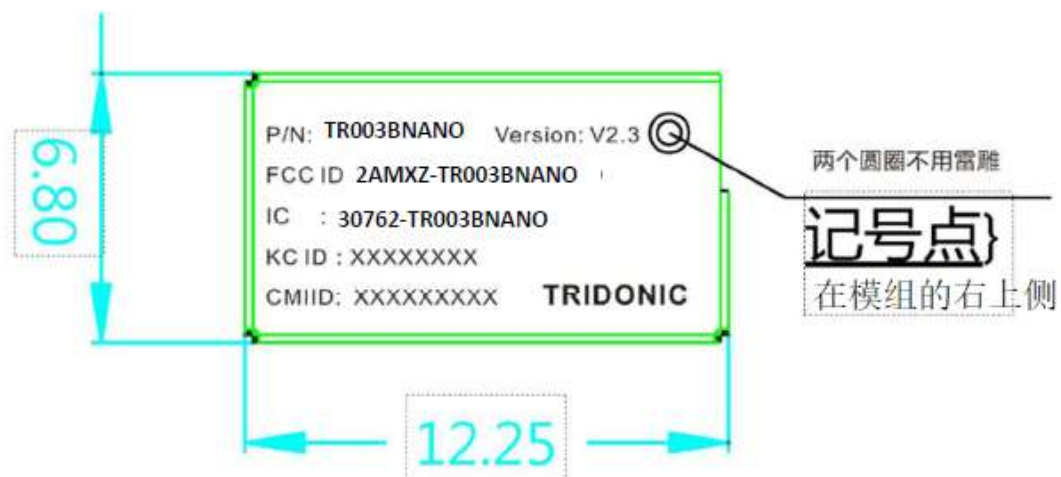 P/N: TR003BNANO Version: V2.3
FCC ID 2AMXZ-TR003BNANO
IC : 30762-TR003BNANO
KC ID : XXXXXXXX
CMIID: XXXXXXXXX TRIDONIC
两个圆圈不用雷雕
记号点}
在模组的右上侧
6.80
12.25